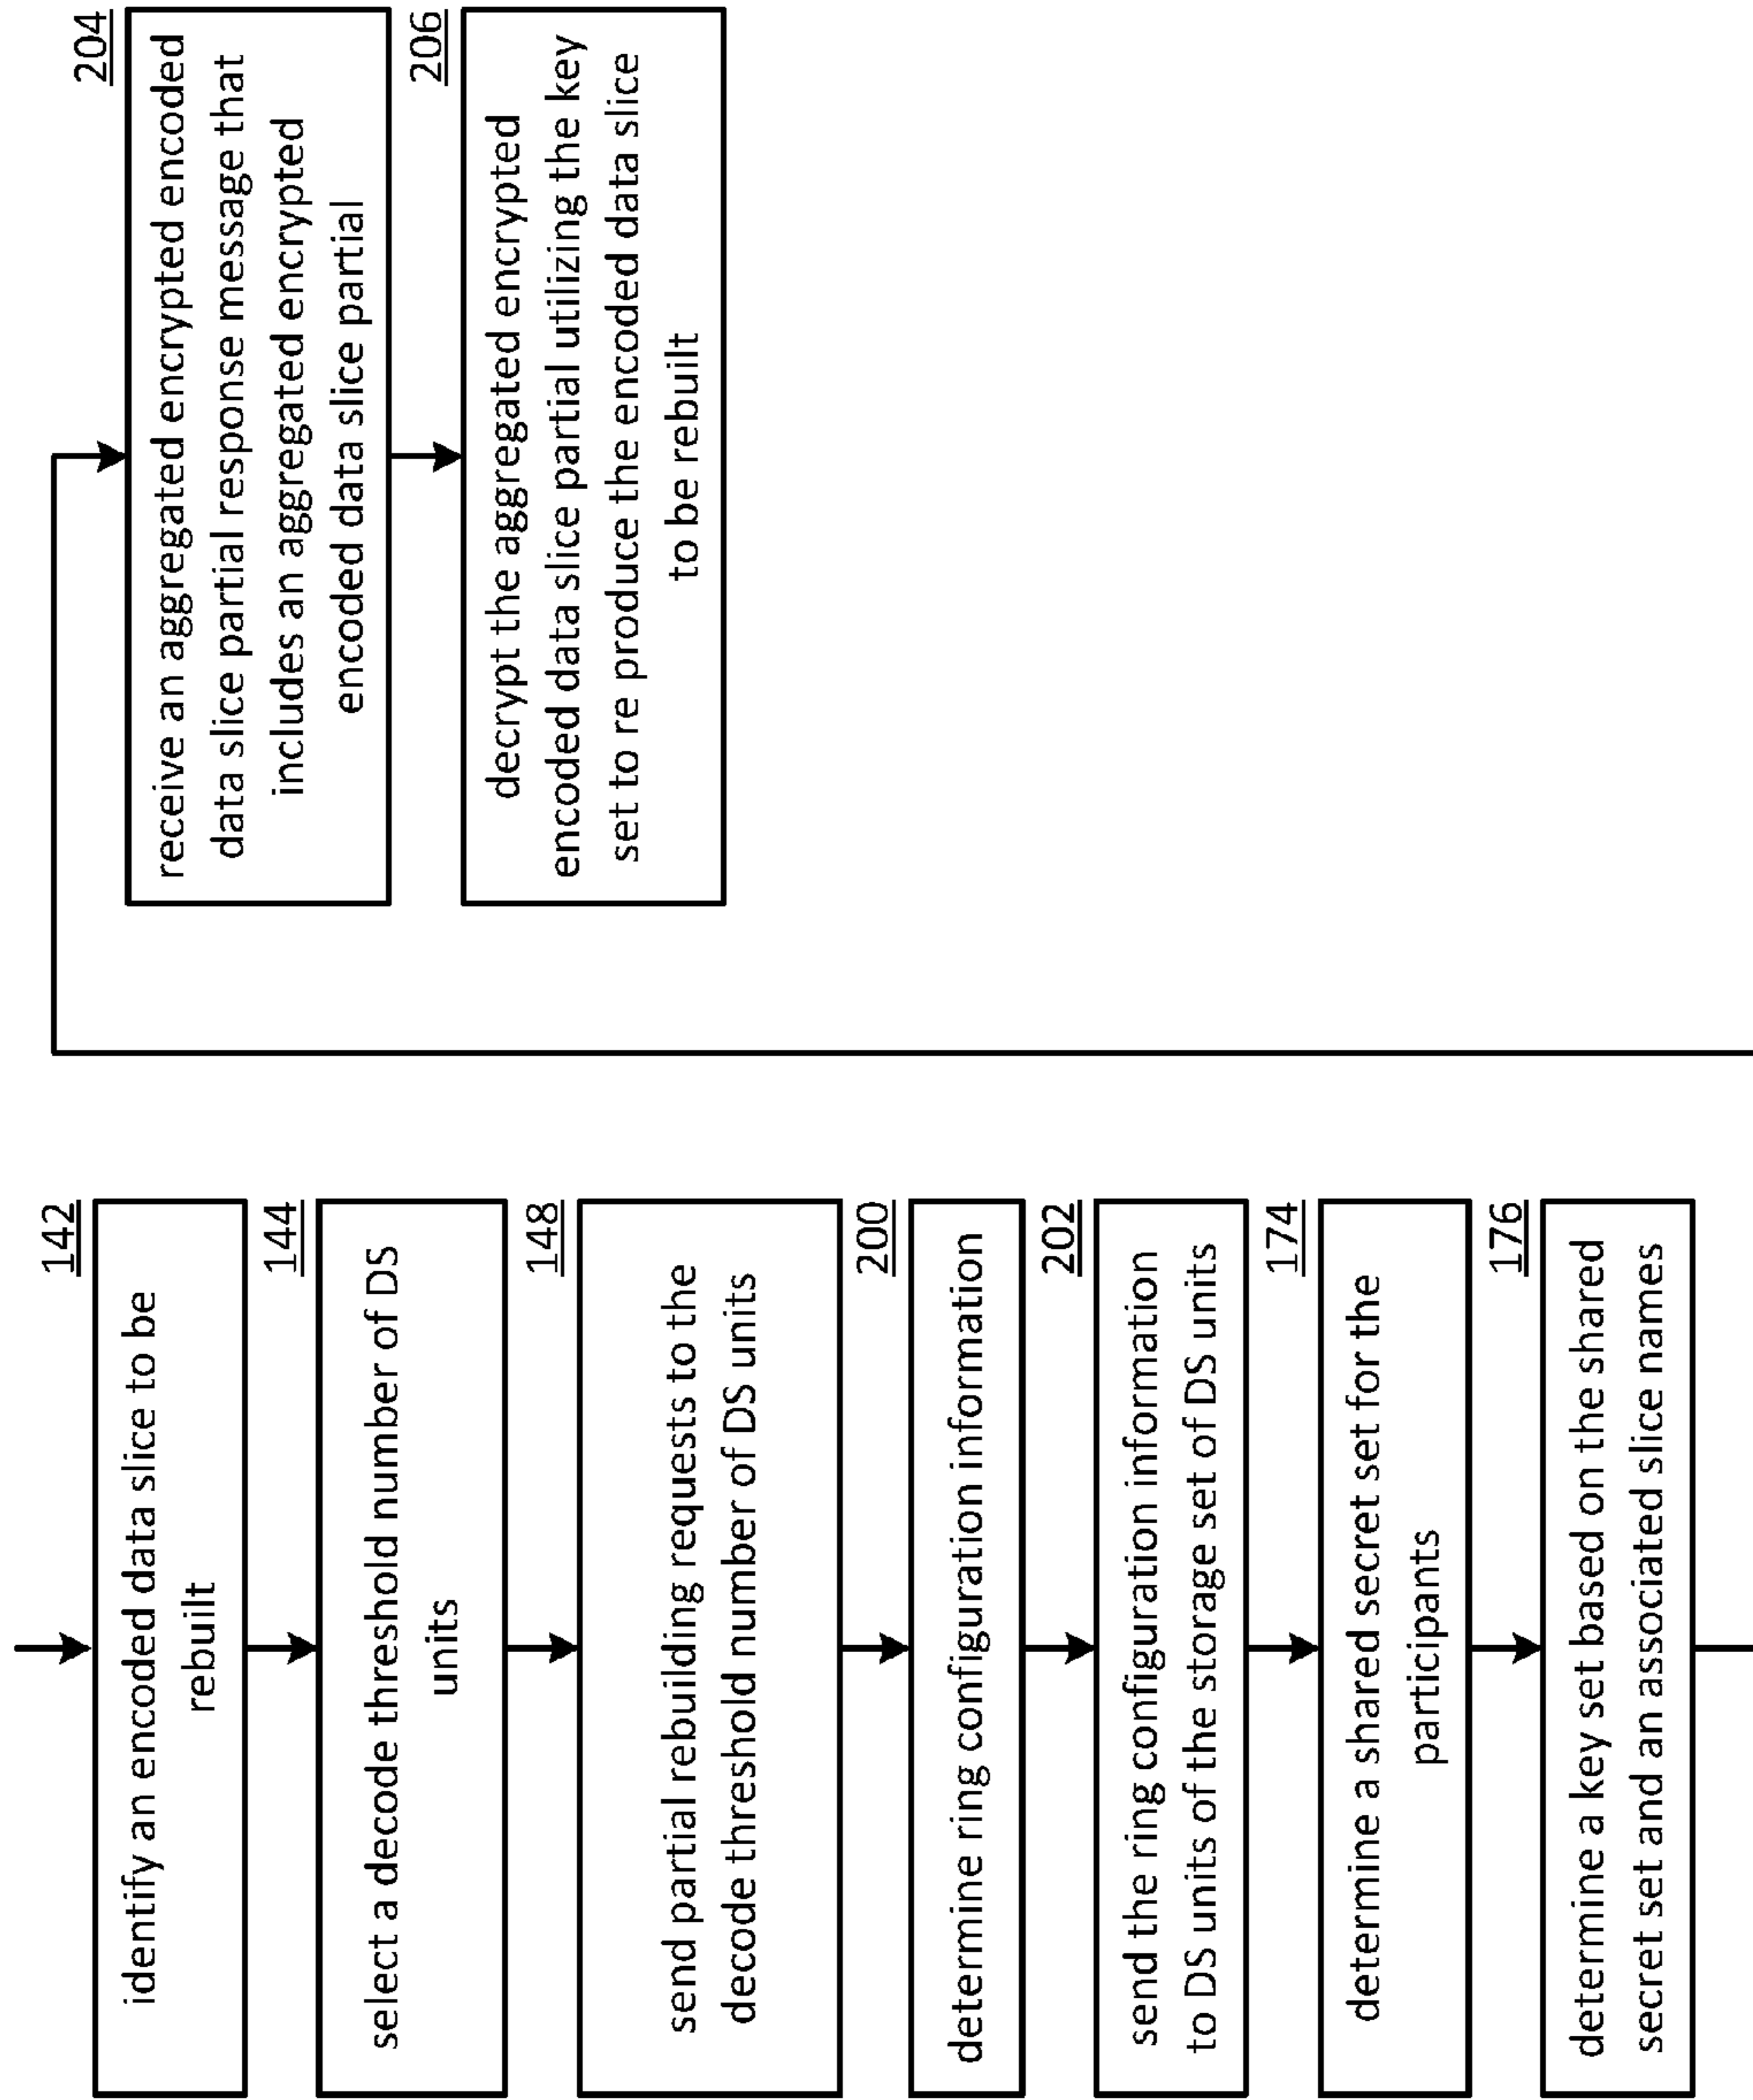 142
identify an encoded data slice to be
rebuilt
144
select a decode threshold number of DS
units
148
send partial rebuilding requests to the
decode threshold number of DS units
200
determine ring configuration information
202
send the ring configuration information
to DS units of the storage set of DS units
174
determine a shared secret set for the
participants
176
determine a key set based on the shared
secret set and an associated slice names
204
receive an aggregated encrypted encoded
data slice partial response message that
includes an aggregated encrypted
encoded data slice partial
206
decrypt the aggregated encrypted
encoded data slice partial utilizing the key
set to re produce the encoded data slice
to be rebuilt